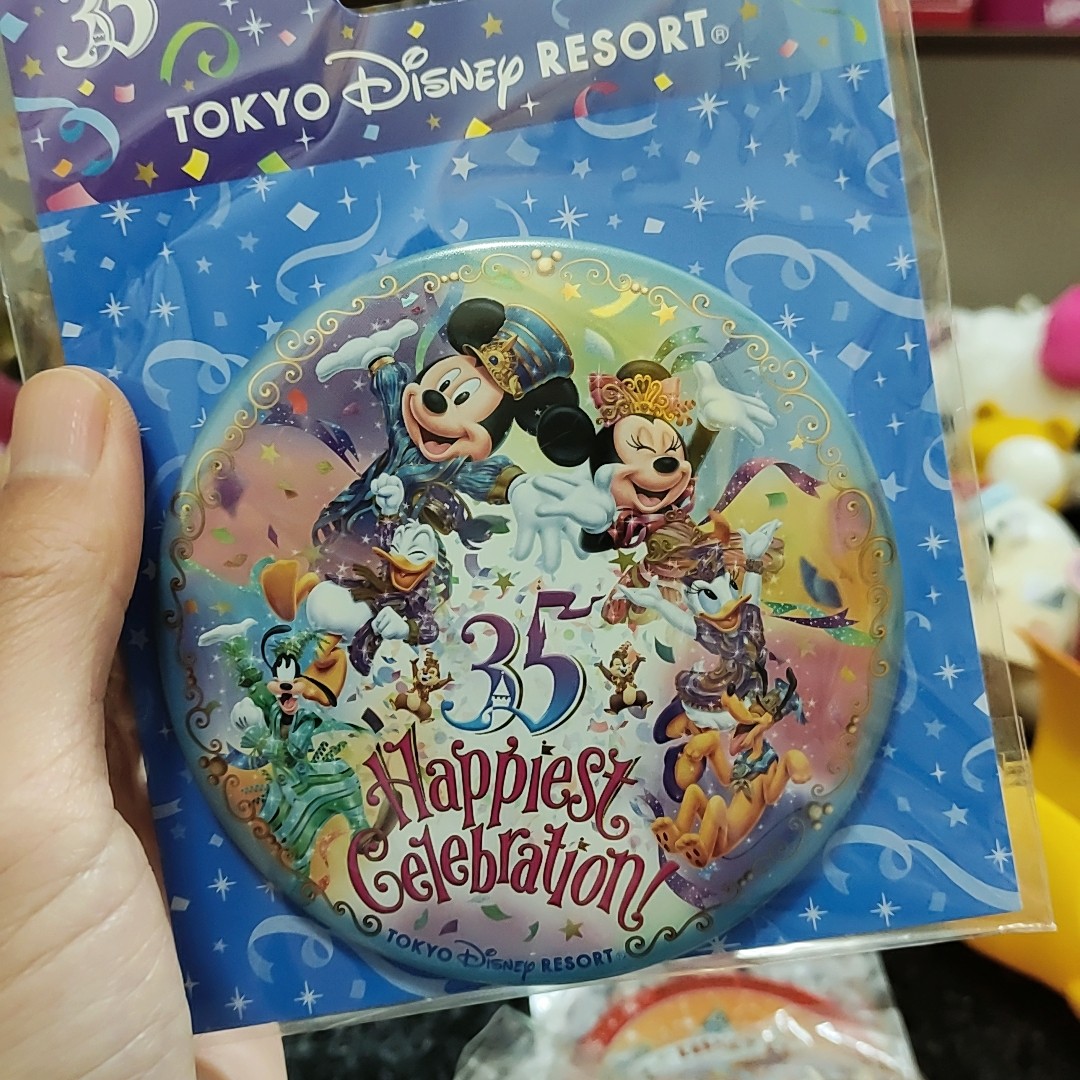 35
TOKYO Disney RESORT®
35
Happiest
Celebration!
TOKYO Disney RESORT